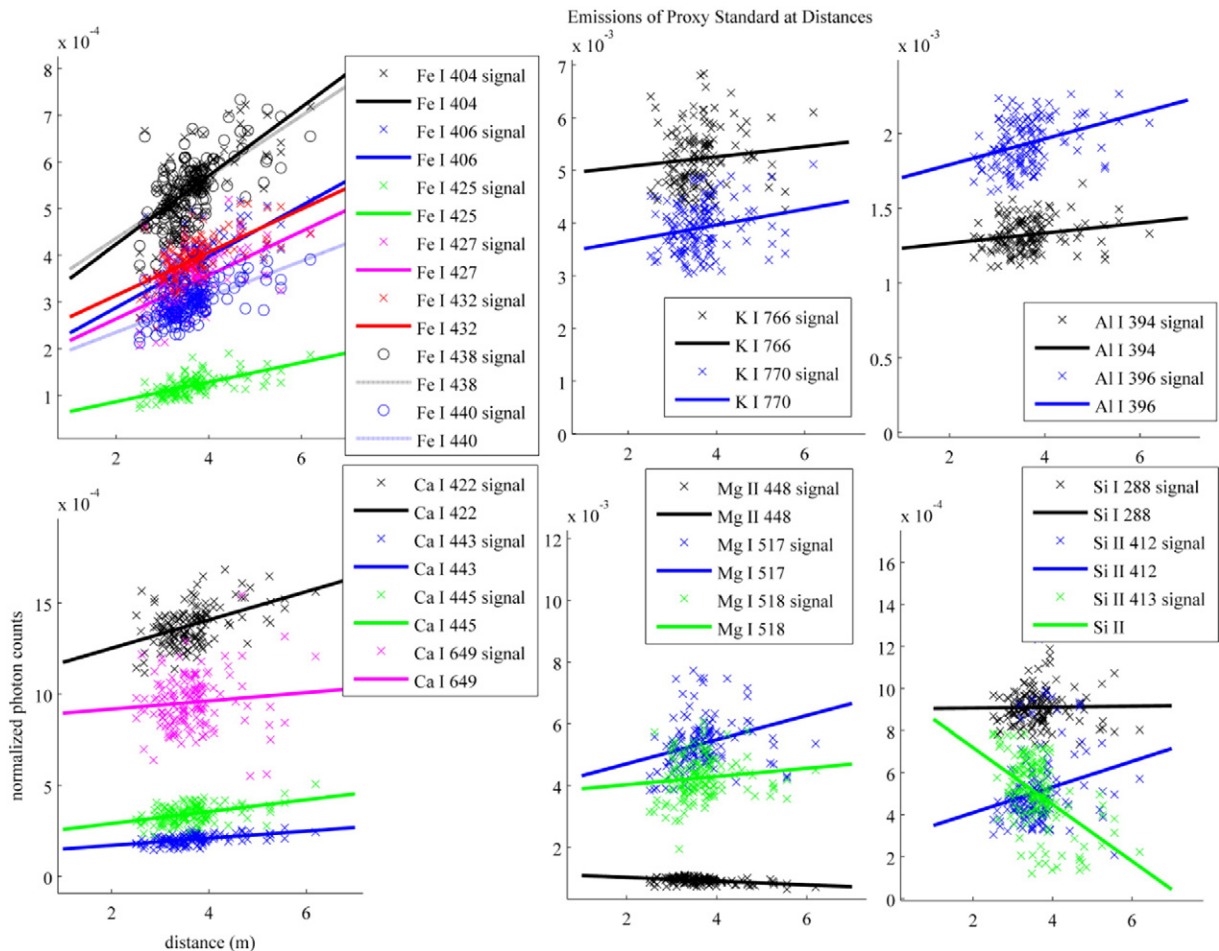 Emissions of Proxy Standard at Distances
x 10⁻⁴
8
7
6
5
4
3
2
1
2
4
6
Fe I 404 signal
Fe I 404
Fe I 406 signal
Fe I 406
Fe I 425 signal
Fe I 425
Fe I 427 signal
Fe I 427
Fe I 432 signal
Fe I 432
Fe I 438 signal
Fe I 438
Fe I 440 signal
Fe I 440
x 10⁻³
7
6
5
4
3
2
1
0
2
4
6
K I 766 signal
K I 766
K I 770 signal
K I 770
x 10⁻³
2
1.5
1
0.5
0
2
4
6
Al I 394 signal
Al I 394
Al I 396 signal
Al I 396
x 10⁻⁴
15
10
5
0
2
4
6
normalized photon counts
distance (m)
Ca I 422 signal
Ca I 422
Ca I 443 signal
Ca I 443
Ca I 445 signal
Ca I 445
Ca I 649 signal
Ca I 649
x 10⁻³
12
10
8
6
4
2
2
4
6
Mg II 448 signal
Mg II 448
Mg I 517 signal
Mg I 517
Mg I 518 signal
Mg I 518
x 10⁻⁴
16
14
12
10
8
6
4
2
0
2
4
6
Si I 288 signal
Si I 288
Si II 412 signal
Si II 412
Si II 413 signal
Si II